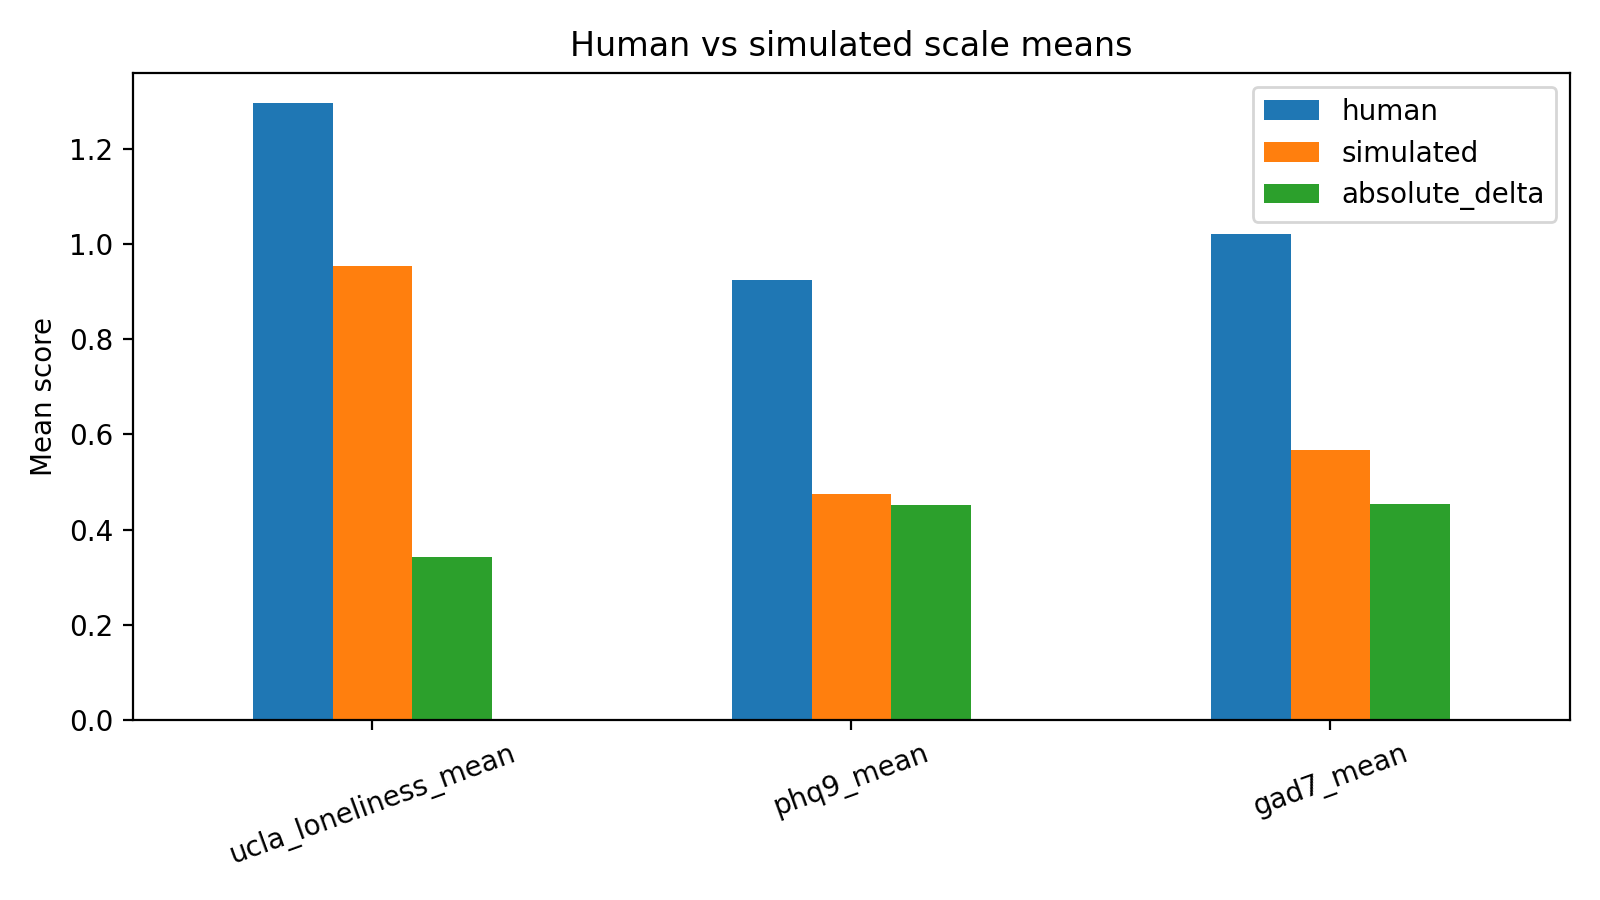 Human vs simulated scale means
human
simulated
absolute_delta
Mean score
1.2
1.0
0.8
0.6
0.4
0.2
0.0
ucla_loneliness_mean
phq9_mean
gad7_mean